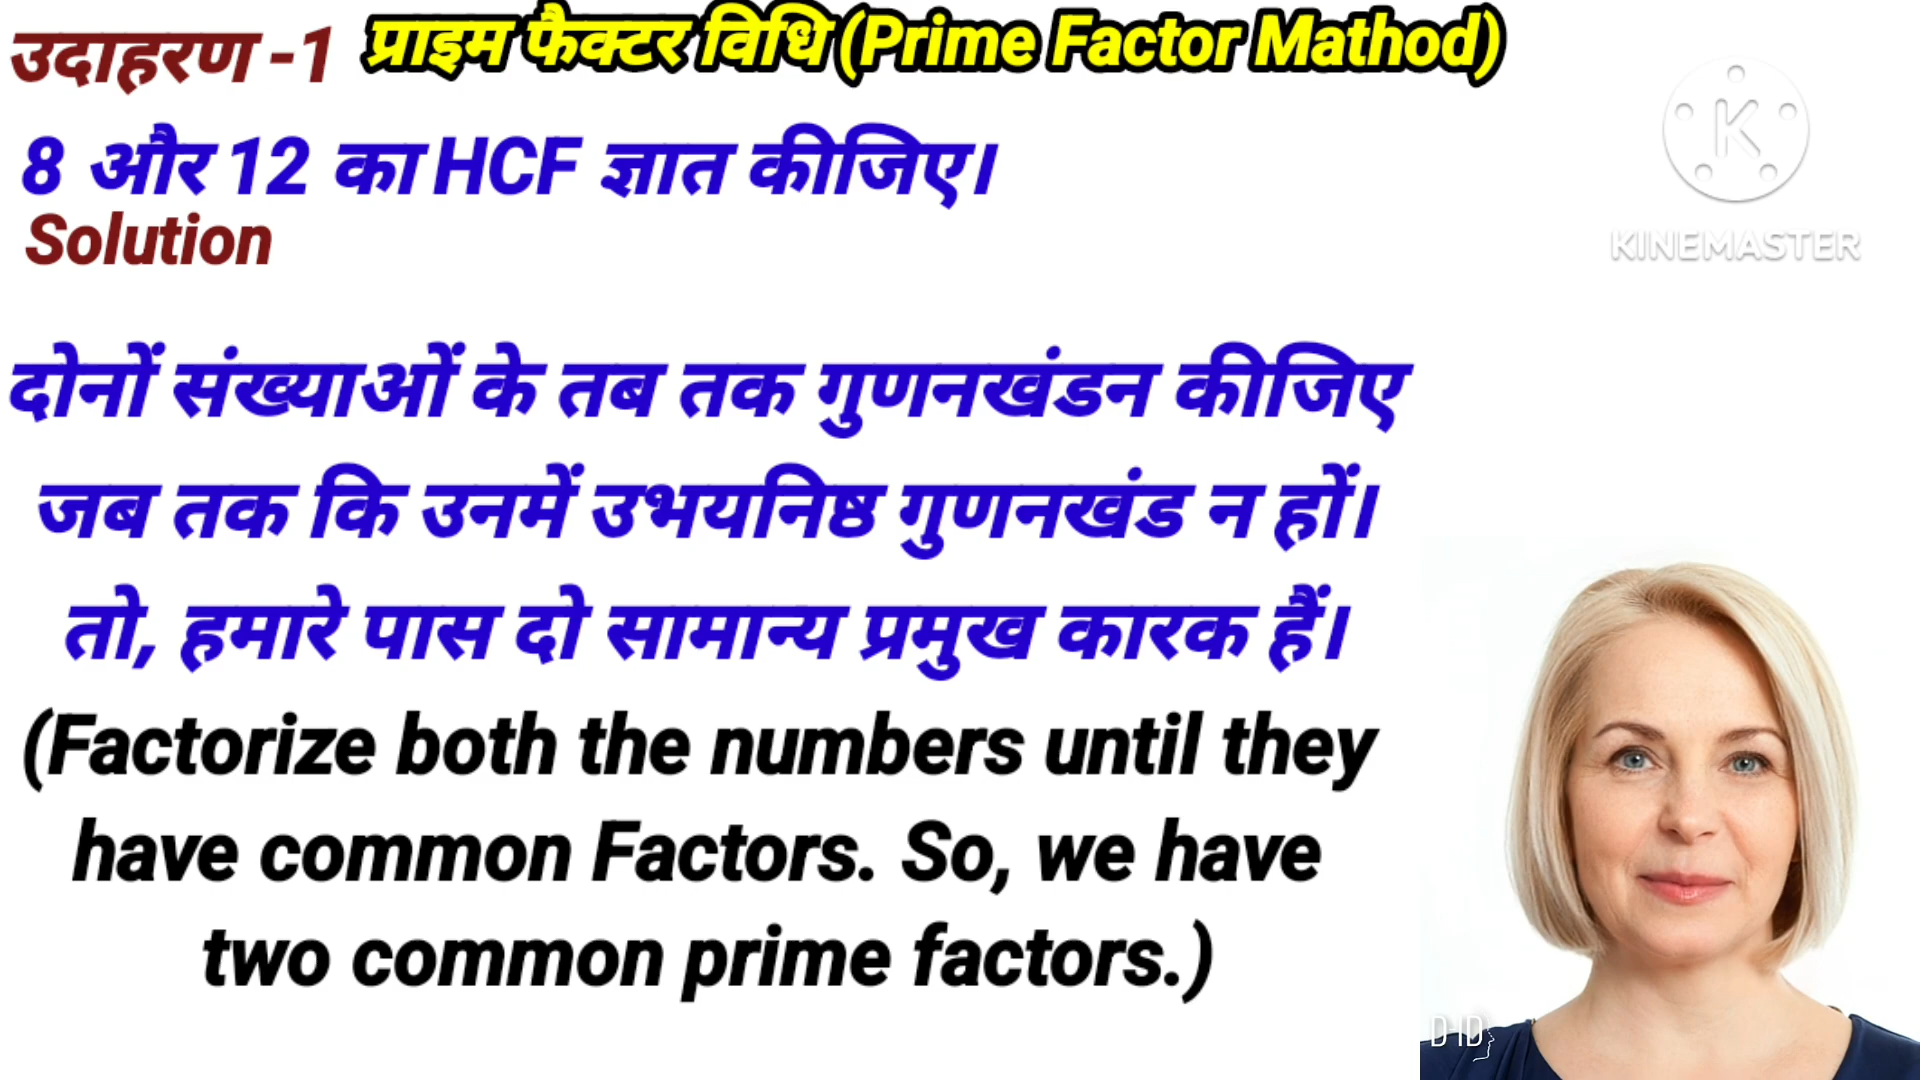 उदाहरण -1 प्राइम फैक्टर विधि (Prime Factor Mathod)
8 और 12 का HCF ज्ञात कीजिए।
Solution
KINEMASTER
दोनों संख्याओं के तब तक गुणनखंडन कीजिए
जब तक कि उनमें उभयनिष्ठ गुणनखंड न हों।
तो, हमारे पास दो सामान्य प्रमुख कारक हैं।
(Factorize both the numbers until they
have common Factors. So, we have
two common prime factors.)
D-ID